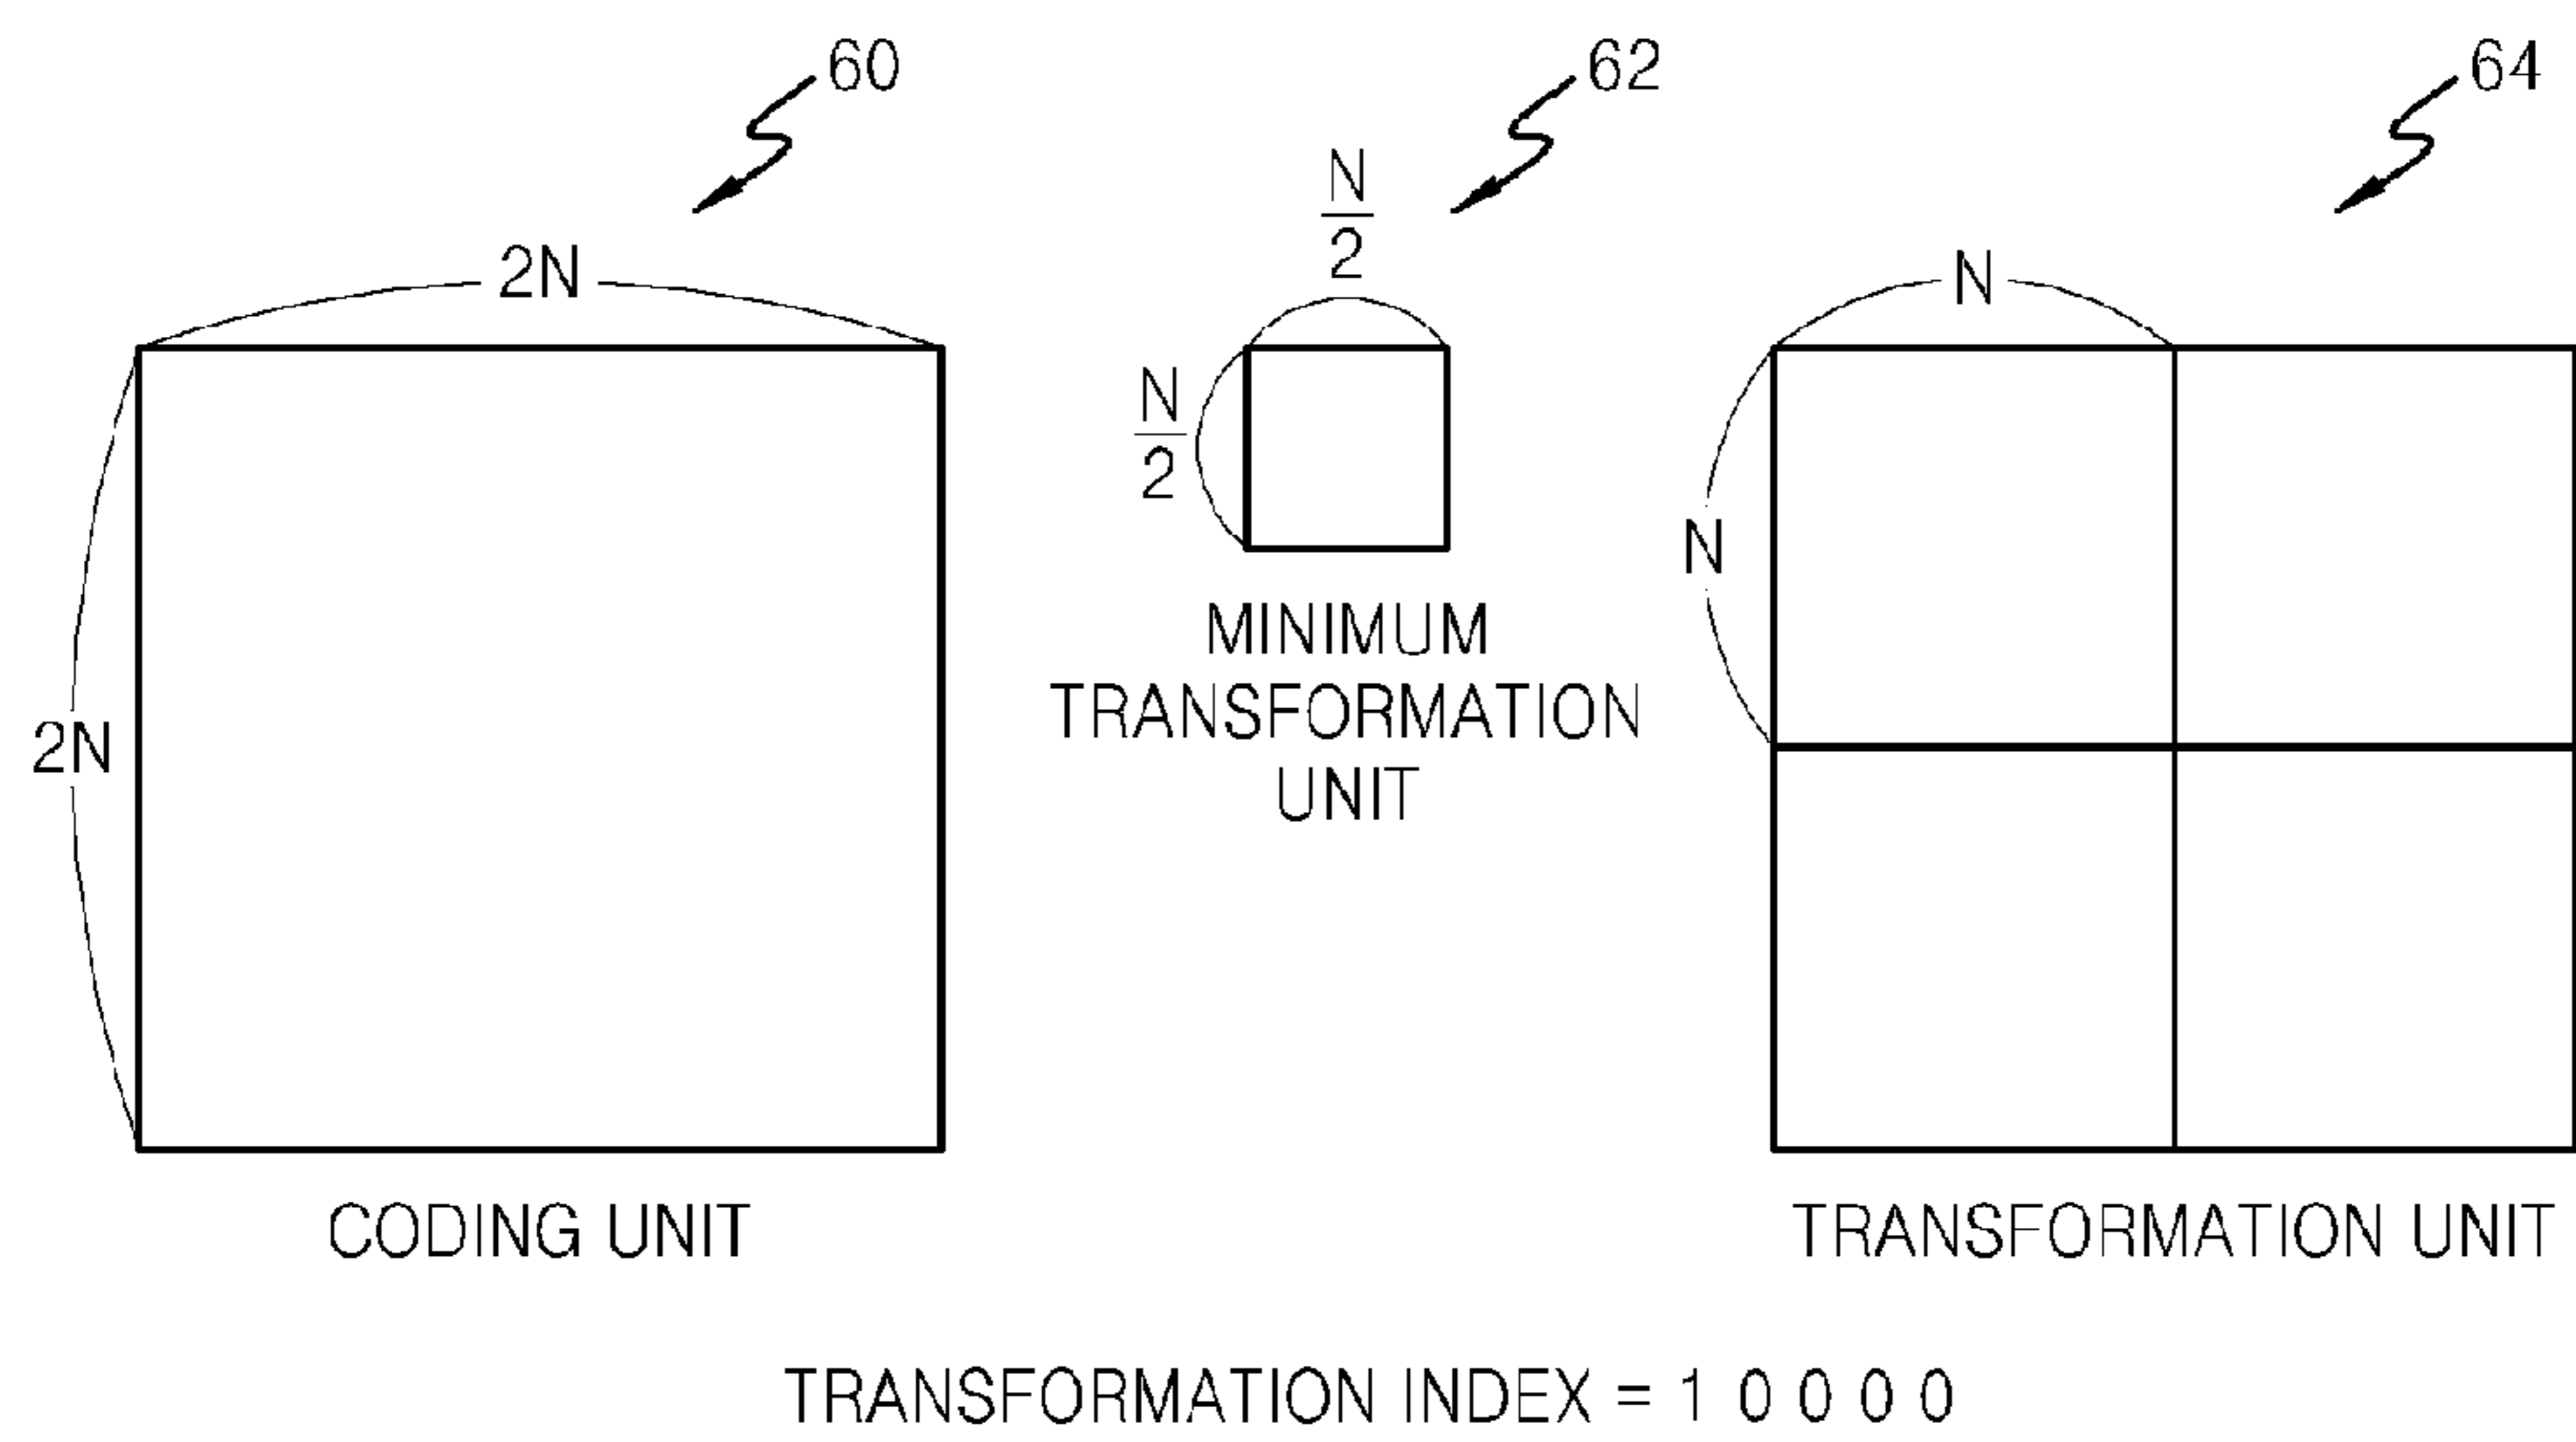 60
62
64
2N
2N
N
2
N
2
MINIMUM
TRANSFORMATION
UNIT
N
N
CODING UNIT
TRANSFORMATION UNIT
TRANSFORMATION INDEX = 1 0 0 0 0